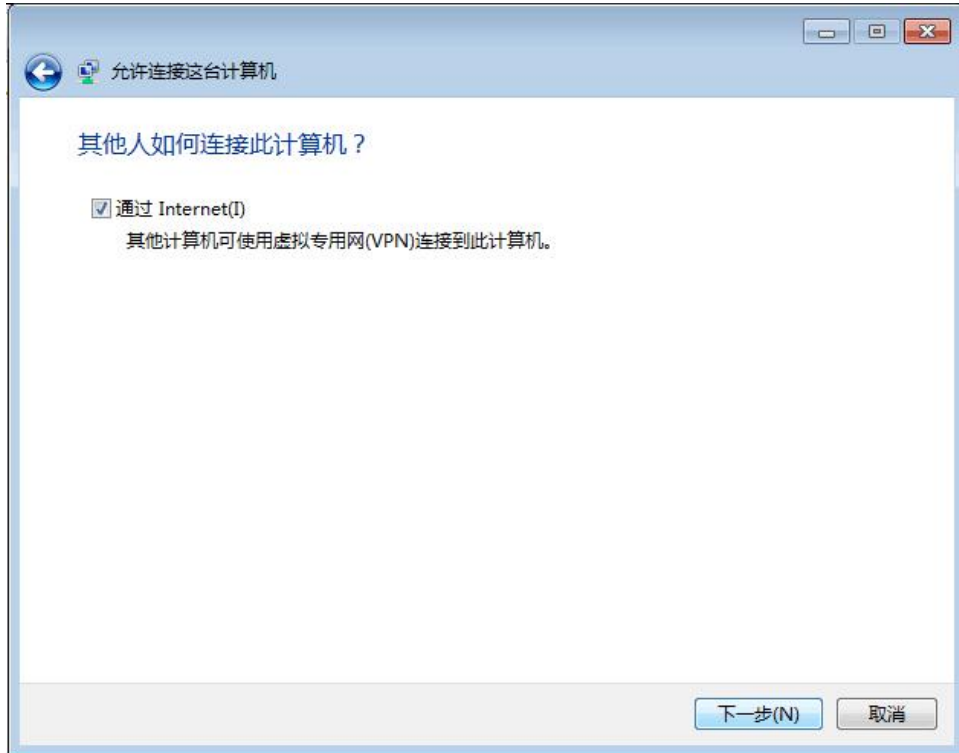 允许连接这台计算机
其他人如何连接此计算机？
通过 Internet(I)
其他计算机可使用虚拟专用网(VPN)连接到此计算机。
下一步(N)
取消